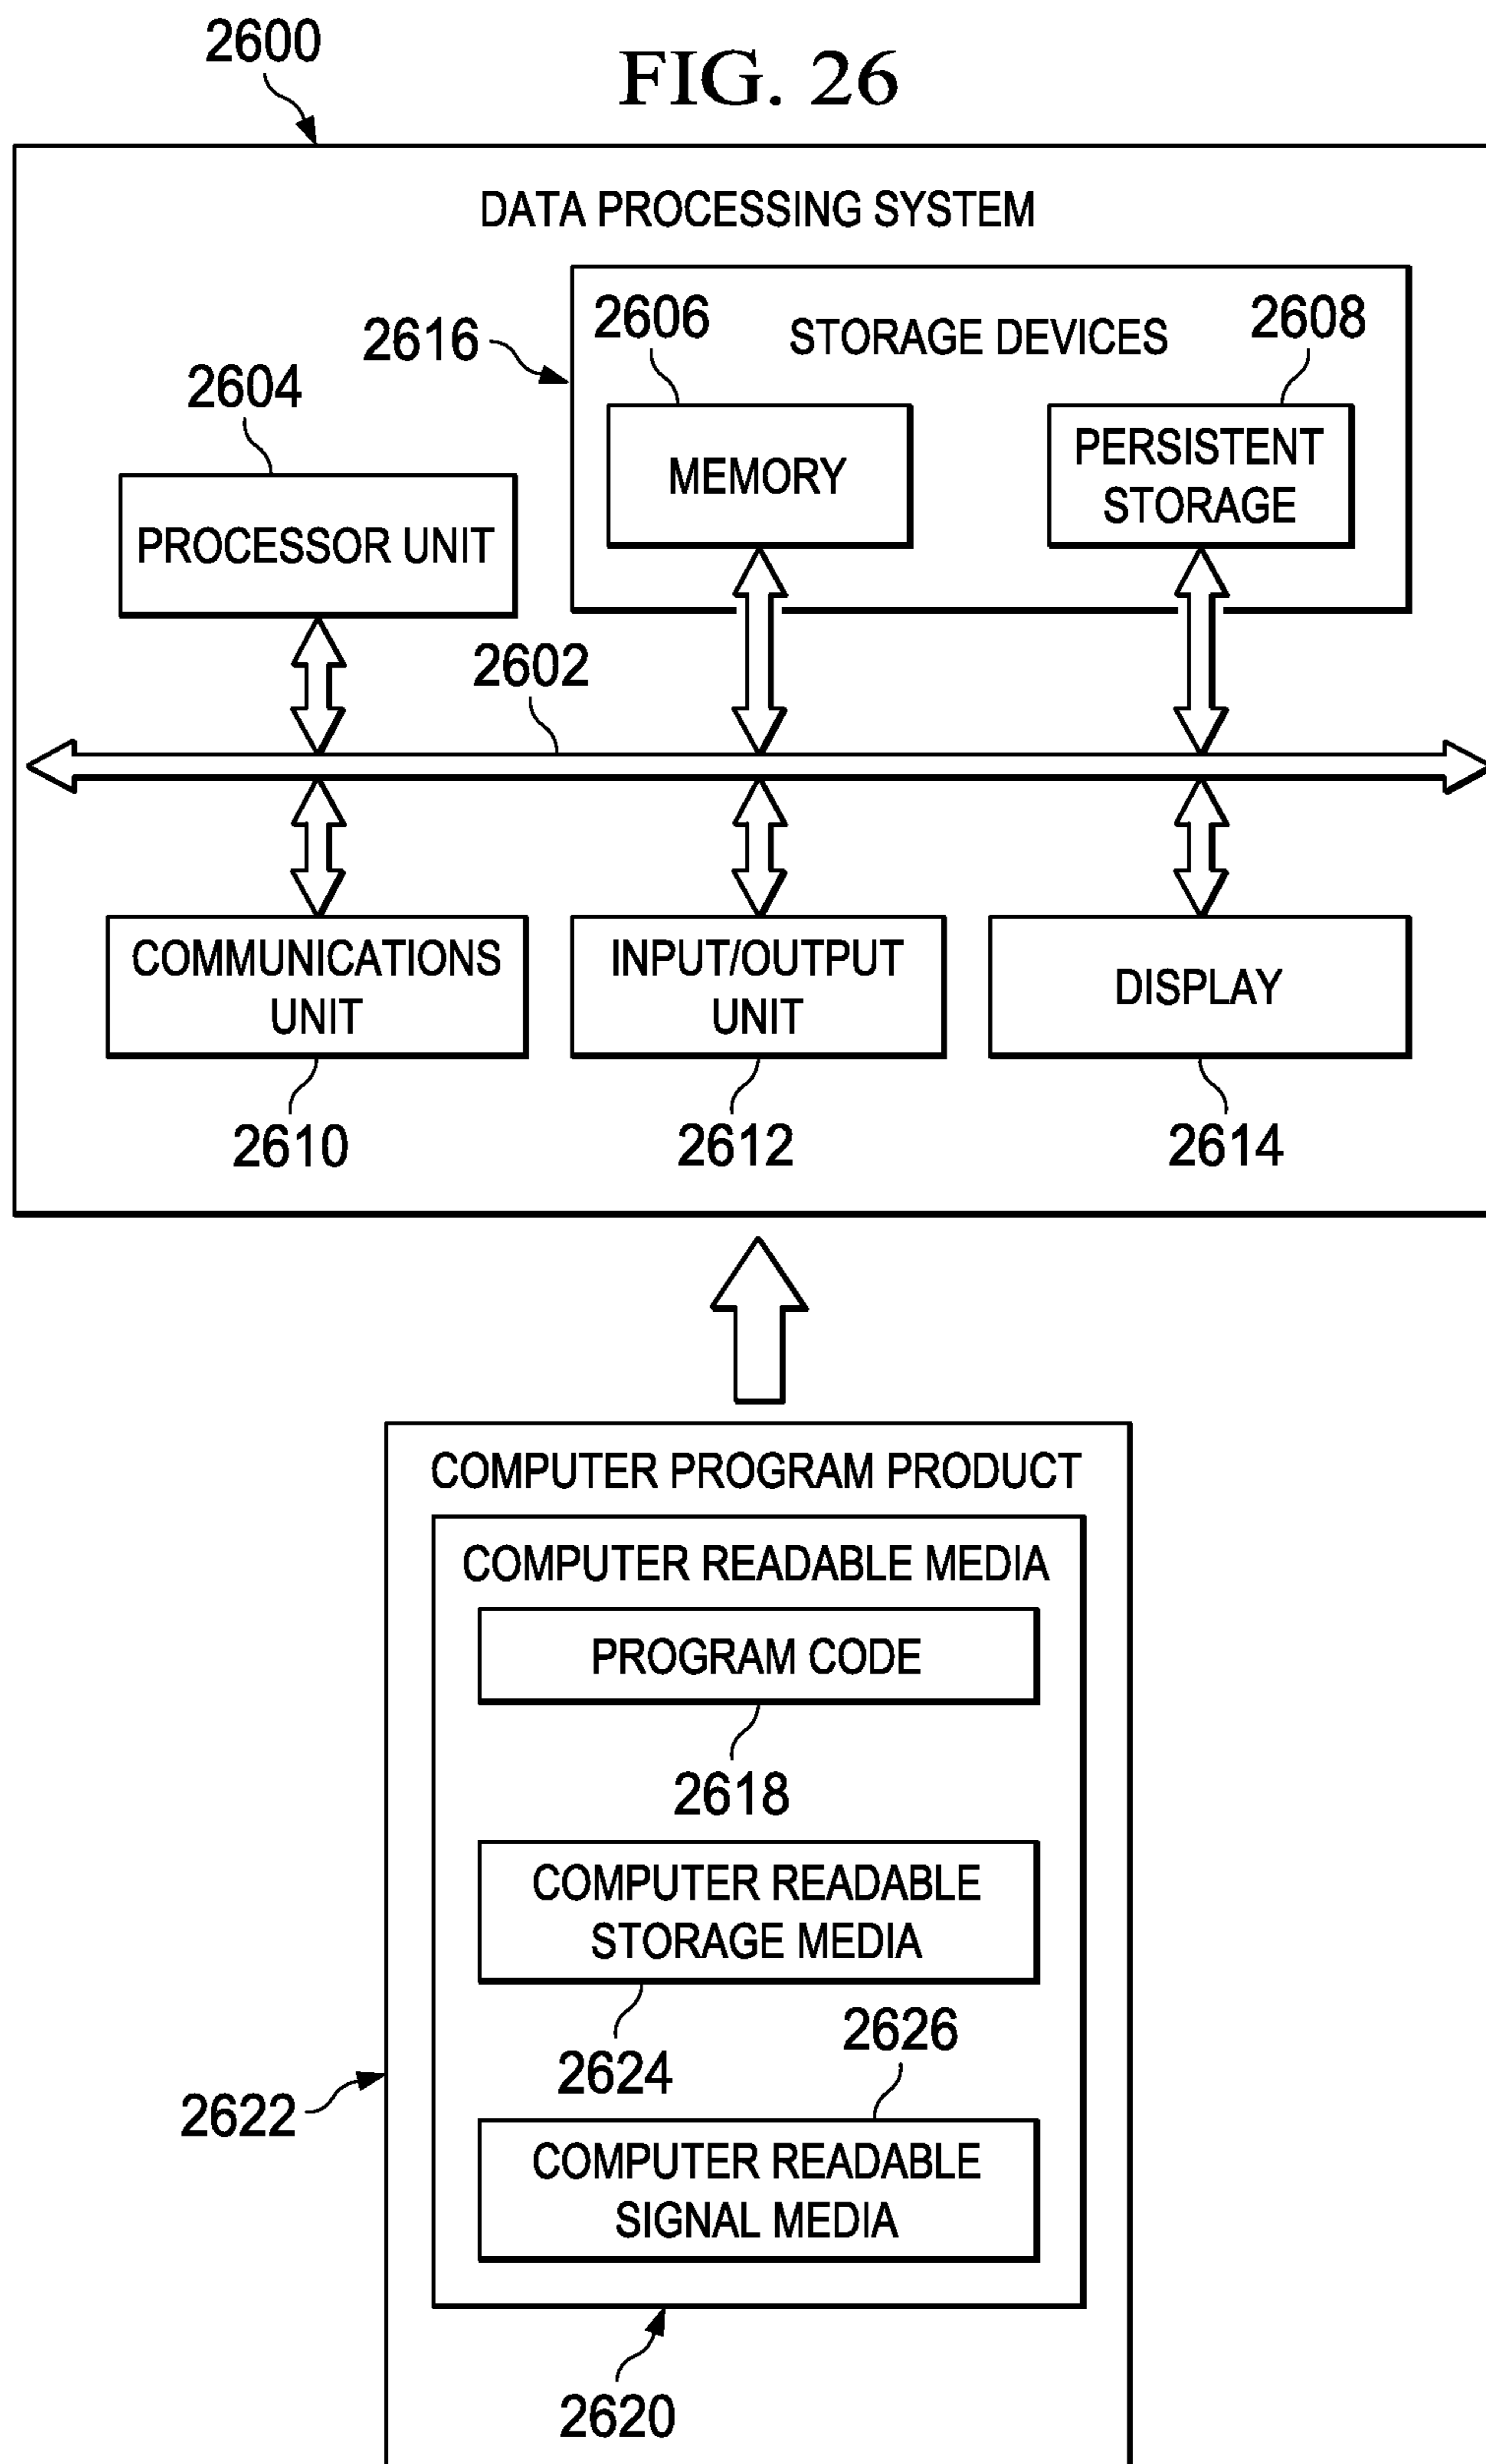 2600
FIG. 26
DATA PROCESSING SYSTEM
2616
2606
STORAGE DEVICES
2608
2604
MEMORY
PERSISTENT
STORAGE
PROCESSOR UNIT
2602
COMMUNICATIONS
UNIT
INPUT/OUTPUT
UNIT
DISPLAY
2610
2612
2614
COMPUTER PROGRAM PRODUCT
COMPUTER READABLE MEDIA
PROGRAM CODE
2618
COMPUTER READABLE
STORAGE MEDIA
2624
2626
2622
COMPUTER READABLE
SIGNAL MEDIA
2620